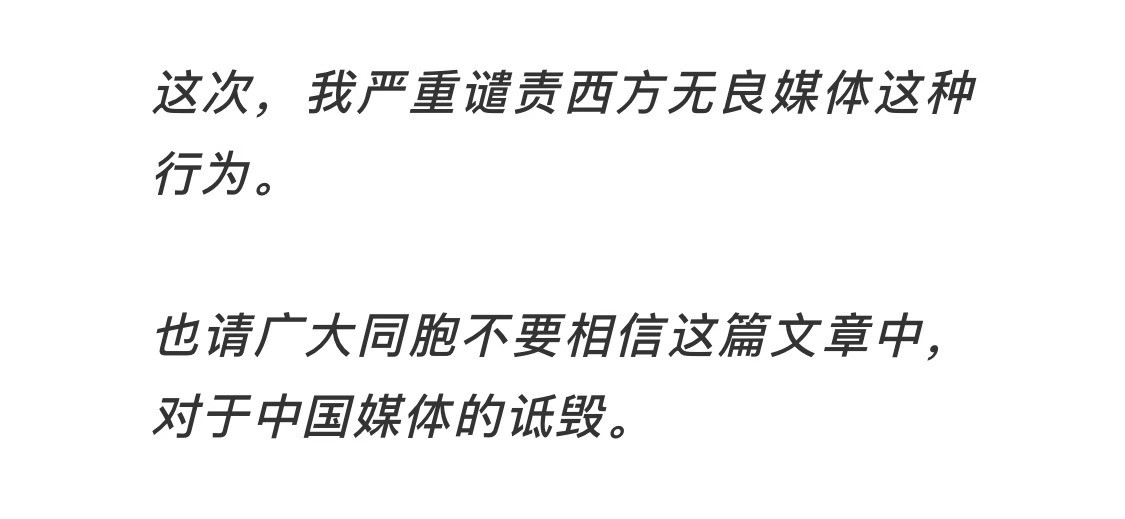 这次，我严重谴责西方无良媒体这种
行为。
也请广大同胞不要相信这篇文章中，
对于中国媒体的诋毁。